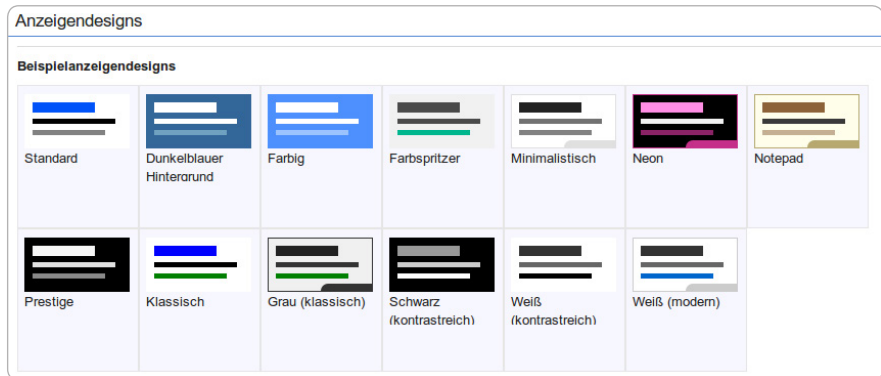 Anzeigendesigns
Beispielanzeigendesigns
Standard
Dunkelblauer
Hintergrund
Farbig
Farbspritzer
Minimalistisch
Neon
Notepad
Prestige
Klassisch
Grau (klassisch)
Schwarz
(kontrastreich)
Weiß
(kontrastreich)
Weiß (modern)